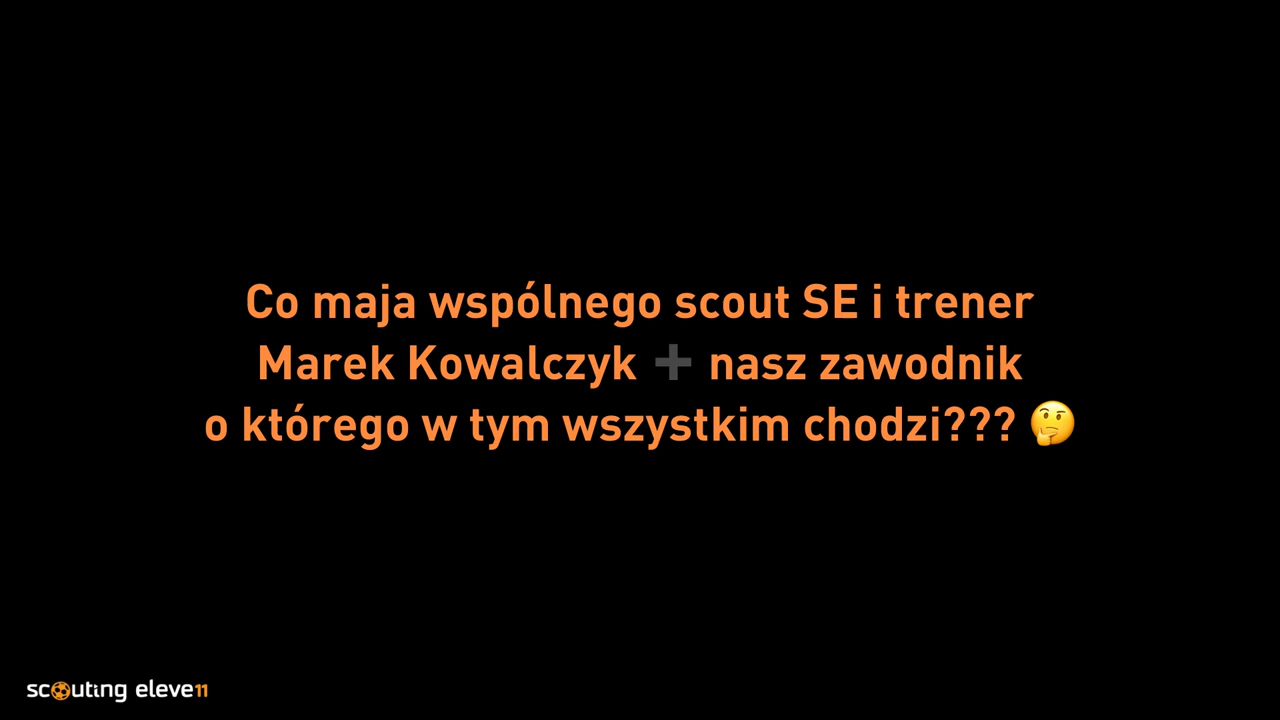 Co maja wspólnego scout SE i trener
Marek Kowalczyk ➕ nasz zawodnik
o którego w tym wszystkim chodzi??? 🤔
scouting eleve11